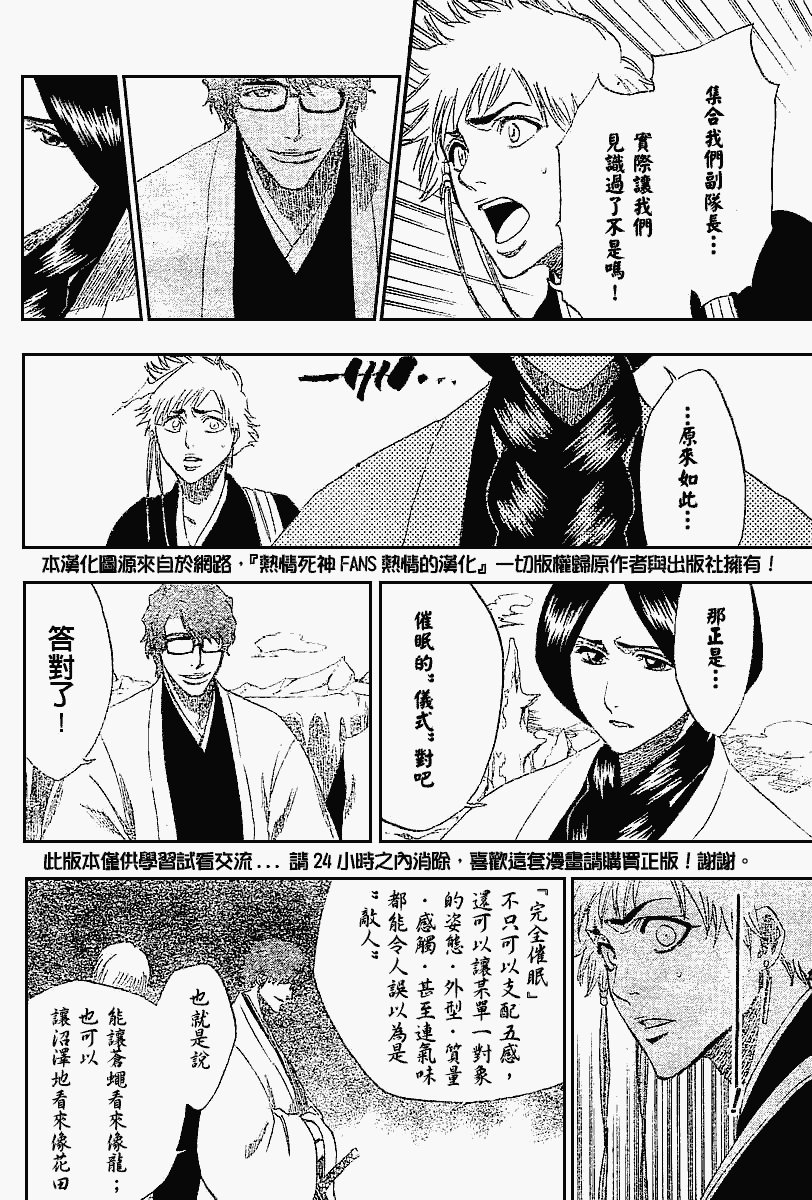 集合我們副隊長…
實際讓我們
見識過了不是嗎！
…原來如此…
本漢化圖源來自於網路，『熱情死神FANS熱情的漢化』一切版權歸原作者與出版社擁有！
那正是…
催眠的"儀式"對吧
答對了！
此版本僅供學習試看交流... 請24小時之內消除，喜歡這套漫畫請購買正版！謝謝。
『完全催眠』
不只可以支配五感，
還可以讓某單一對象
的姿態．外型．質量
．感觸．甚至連氣味
都能令人誤以為是
"敵人"
也就是說
能讓蒼蠅看來像龍；
也可以
讓沼澤地看來像花田